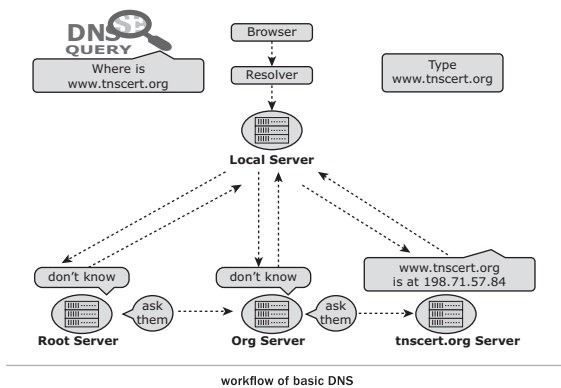 DNS
QUERY
Where is
www.tnscert.org
Browser
Resolver
Type
www.tnscert.org
Local Server
don't know
don't know
www.tnscert.org
is at 198.71.57.84
ask
them
ask
them
Root Server
Org Server
tnscert.org Server
workflow of basic DNS